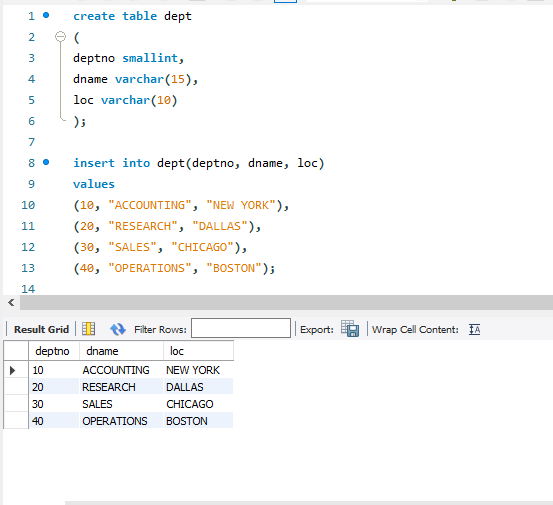 1 create table dept
2 (
3 deptno smallint,
4 dname varchar(15),
5 loc varchar(10)
6 );
7
8 insert into dept(deptno, dname, loc)
9 values
10 (10, "ACCOUNTING", "NEW YORK"),
11 (20, "RESEARCH", "DALLAS"),
12 (30, "SALES", "CHICAGO"),
13 (40, "OPERATIONS", "BOSTON");
14
Result Grid Filter Rows: Export: Wrap Cell Content:
deptno dname loc
10 ACCOUNTING NEW YORK
20 RESEARCH DALLAS
30 SALES CHICAGO
40 OPERATIONS BOSTON